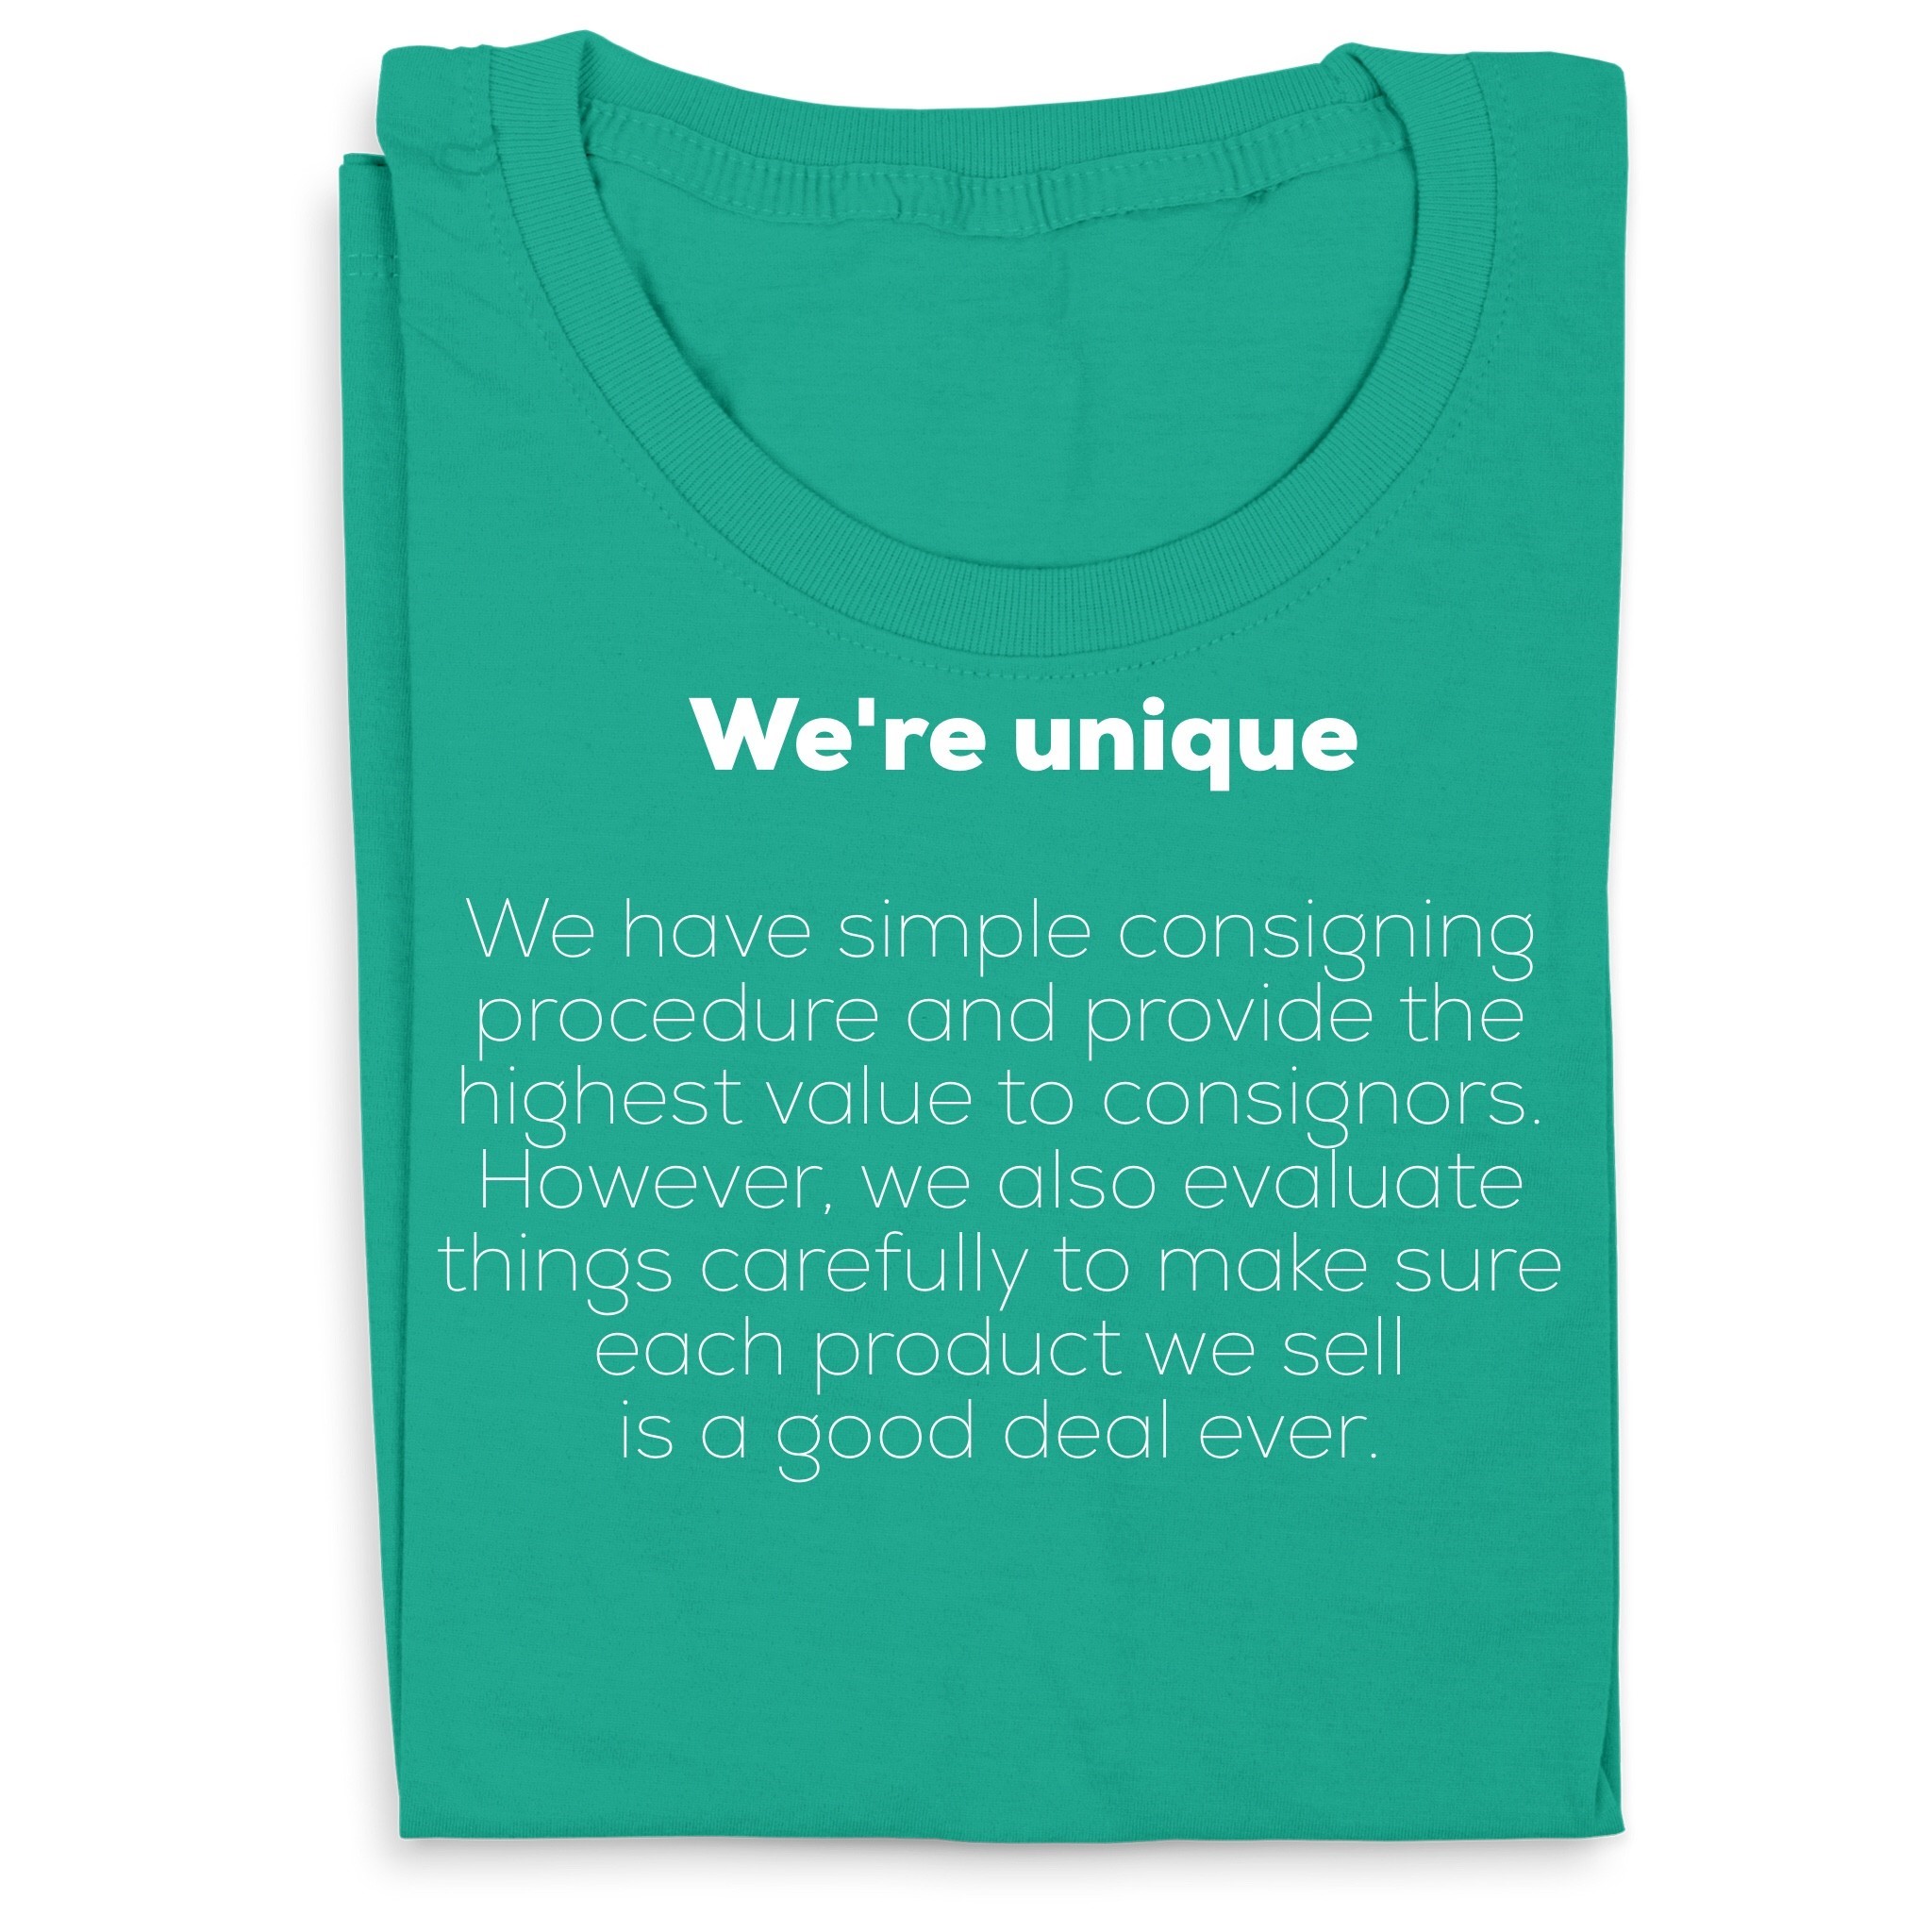 We're unique
We have simple consigning
procedure and provide the
highest value to consignors.
However, we also evaluate
things carefully to make sure
each product we sell
is a good deal ever.